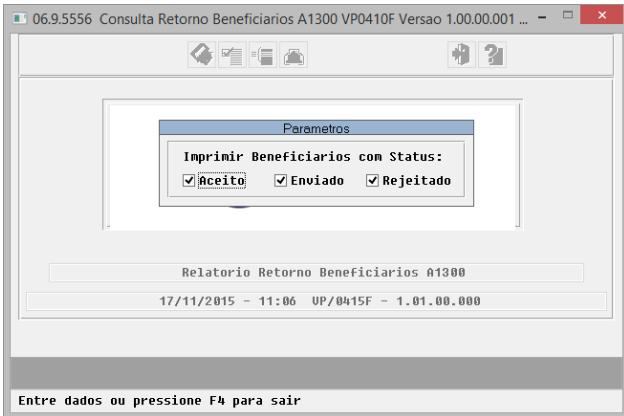 06.9.5556 Consulta Retorno Beneficiarios A1300 VP0410F Versao 1.00.00.001 ...
Parametros
Imprimir Beneficiarios com Status:
Aceito Enviado Rejeitado
Relatorio Retorno Beneficiarios A1300
17/11/2015 - 11:06 VP/0415F - 1.01.00.000
Entre dados ou pressione F4 para sair